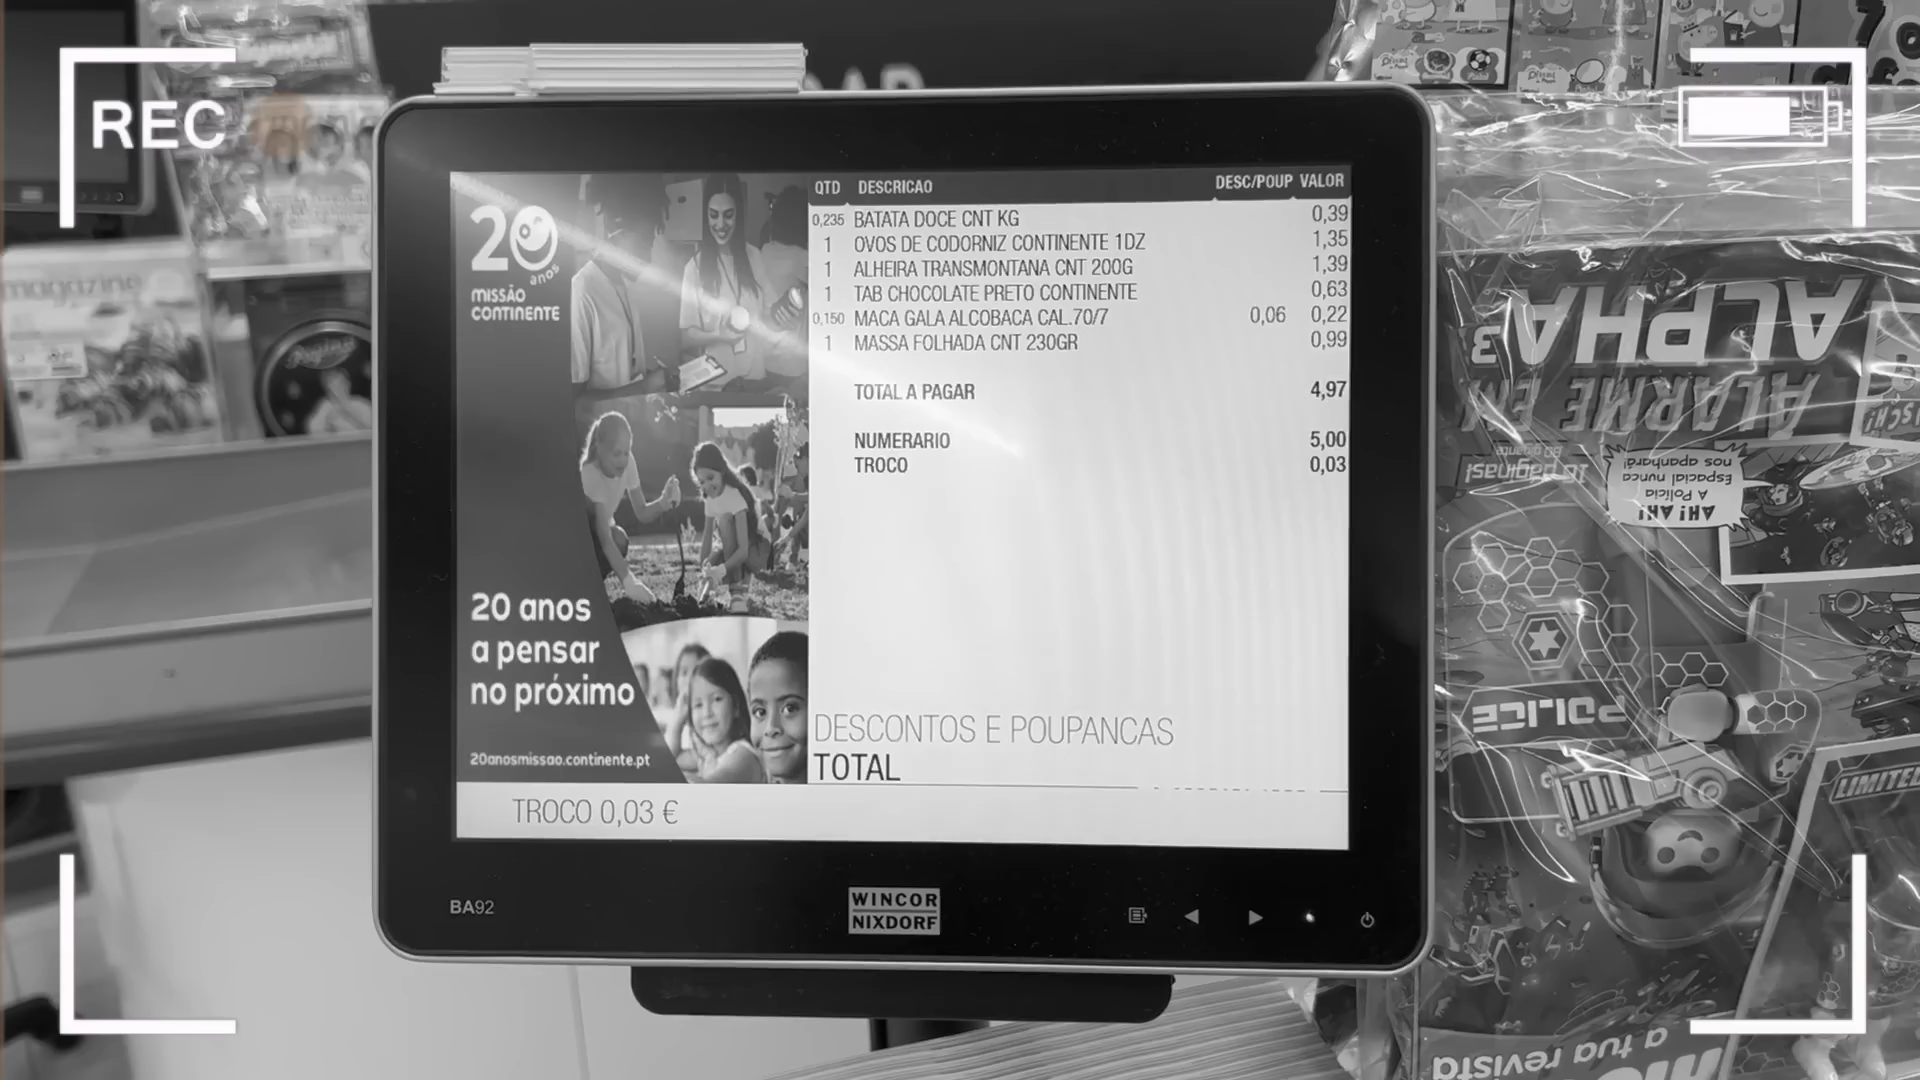 REC
20
anos
MISSÃO
CONTINENTE
20 anos
a pensar
no próximo
20anosmissao.continente.pt
QTD DESCRICAO DESC/POUP VALOR
0,235 BATATA DOCE CNT KG 0,39
1 OVOS DE CODORNIZ CONTINENTE 1DZ 1,35
1 ALHEIRA TRANSMONTANA CNT 200G 1,39
1 TAB CHOCOLATE PRETO CONTINENTE 0,63
0,150 MACA GALA ALCOBACA CAL.70/7 0,06 0,22
1 MASSA FOLHADA CNT 230GR 0,99
TOTAL A PAGAR 4,97
NUMERARIO 5,00
TROCO 0,03
DESCONTOS E POUPANCAS
TOTAL
TROCO 0,03 €
BA92
WINCOR
NIXDORF
magazine
ALPHA 3
ALARME EM
AH! AH!
A Polícia
Espacial nunca
nos apanhará!
POLICE
LIMITED
a tua revista